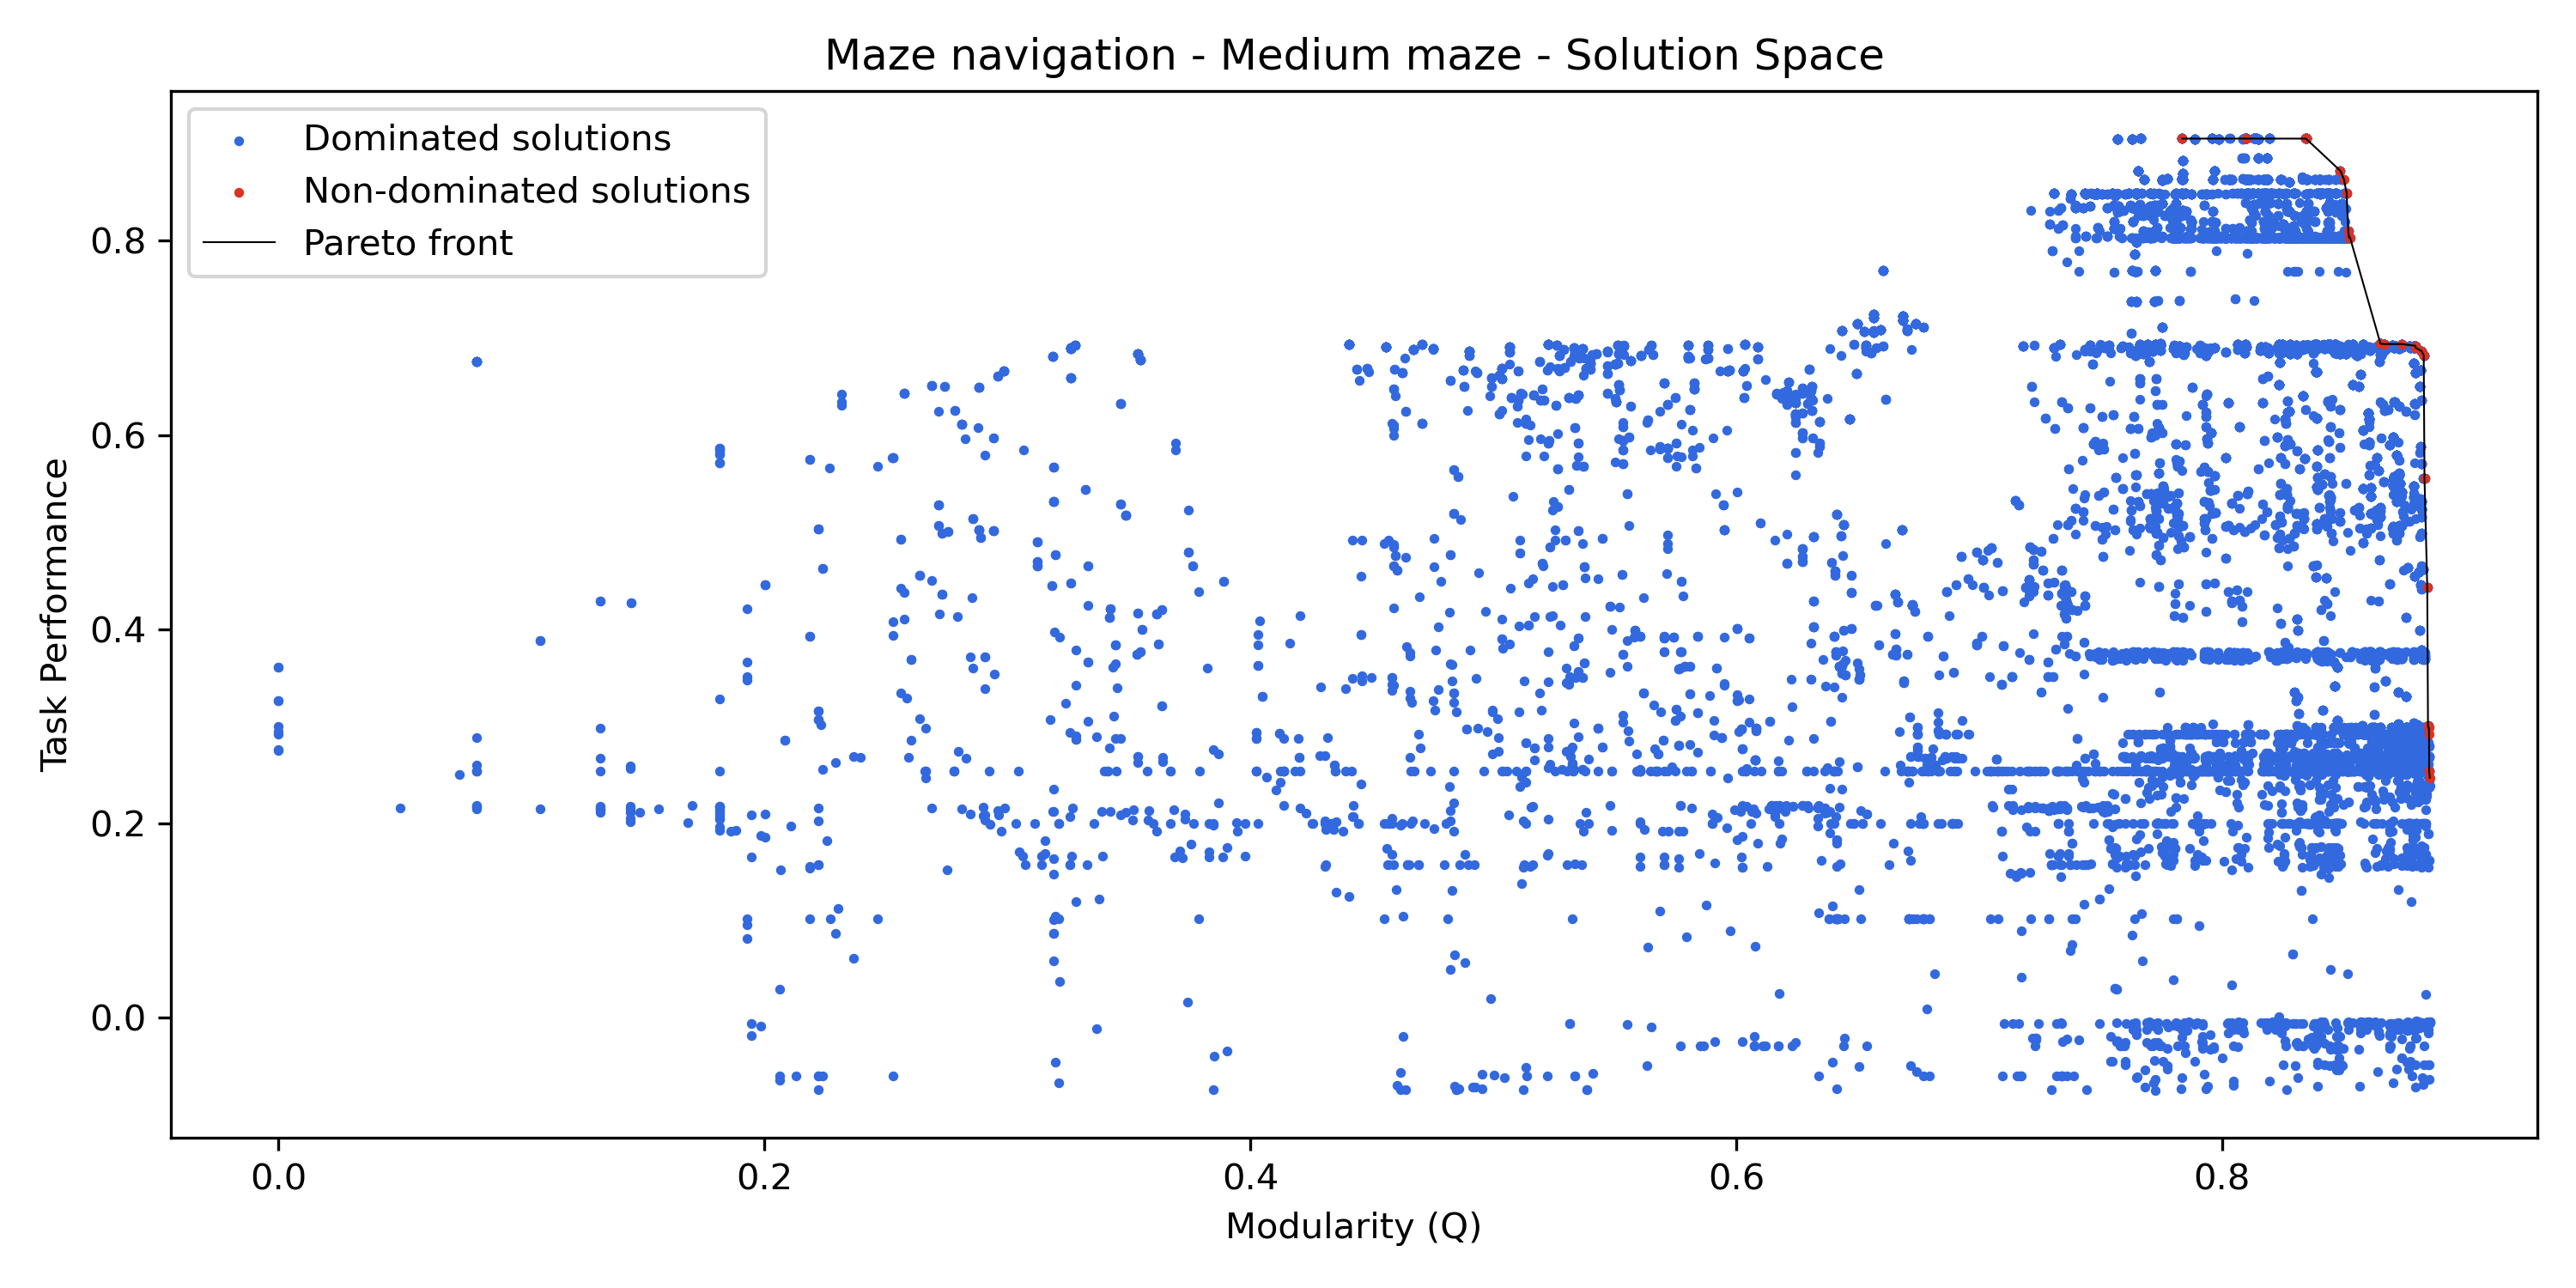 Maze navigation - Medium maze - Solution Space
Dominated solutions
Non-dominated solutions
Pareto front
Task Performance
0.8
0.6
0.4
0.2
0.0
0.0 0.2 0.4 0.6 0.8
Modularity (Q)